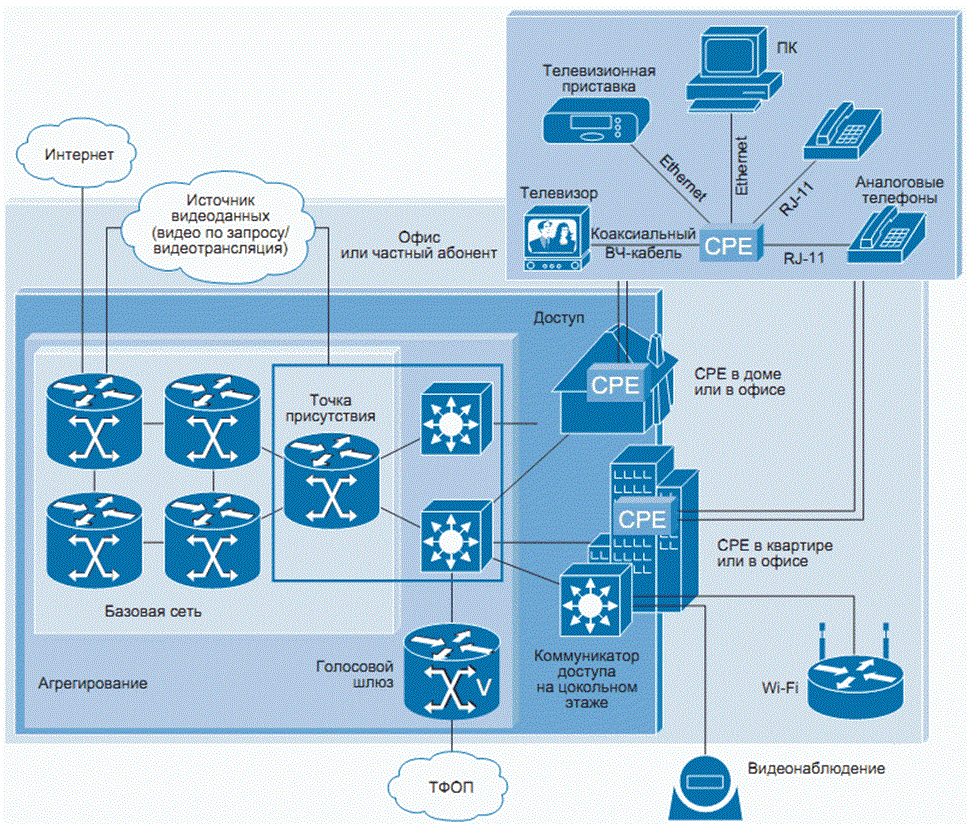 ПК
Телевизионная
приставка
Ethernet
Ethernet
RJ-11
Аналоговые
телефоны
Телевизор
Коаксиальный
ВЧ-кабель
CPE
RJ-11
Интернет
Источник
видеоданных
(видео по запросу/
видеотрансляция)
Офис
или частный абонент
Доступ
CPE
CPE в доме
или в офисе
Точка
присутствия
CPE
CPE в квартире
или в офисе
Базовая сеть
Агрегирование
Голосовой
шлюз
V
Коммуникатор
доступа
на цокольном
этаже
Wi-Fi
ТФОП
Видеонаблюдение